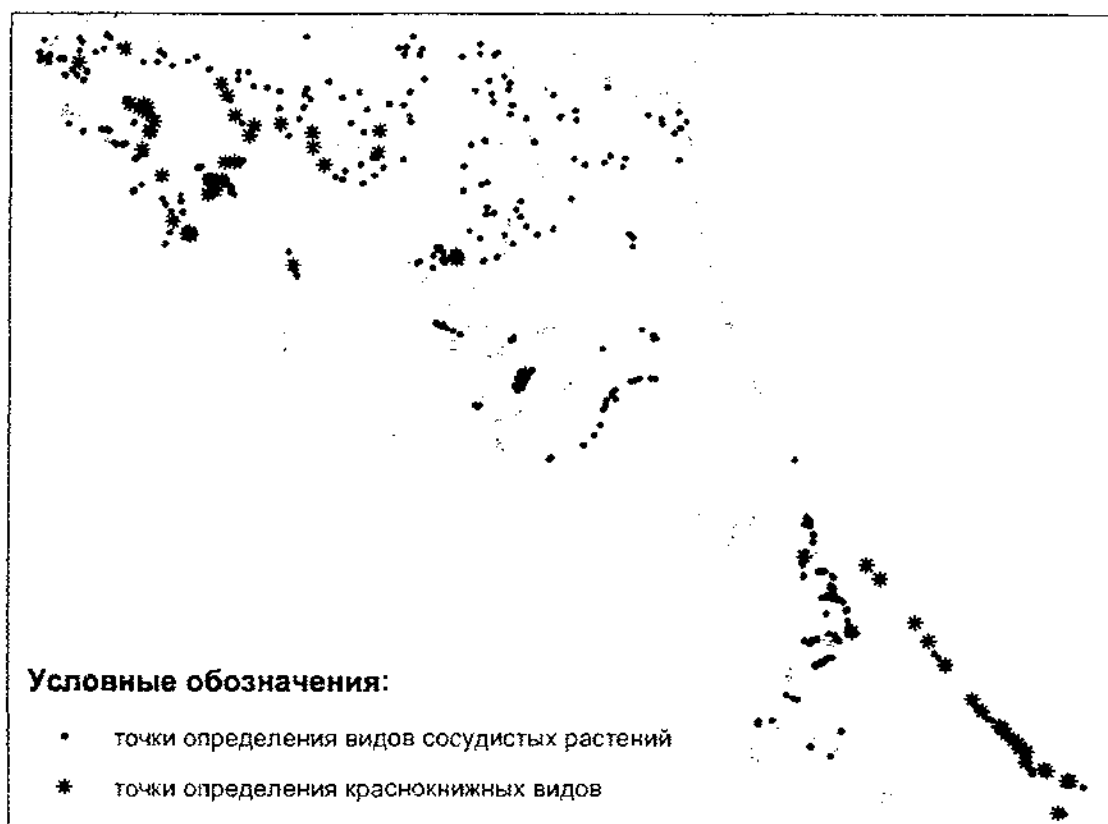 Условные обозначения:
точки определения видов сосудистых растений
точки определения краснокнижных видов